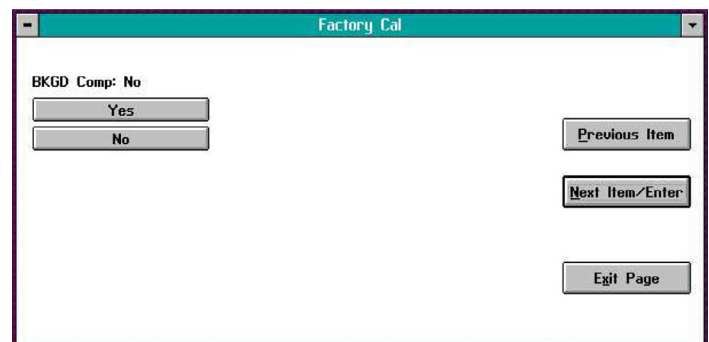 Factory Cal
BKGD Comp: No
Yes
No
Previous Item
Next Item/Enter
Exit Page